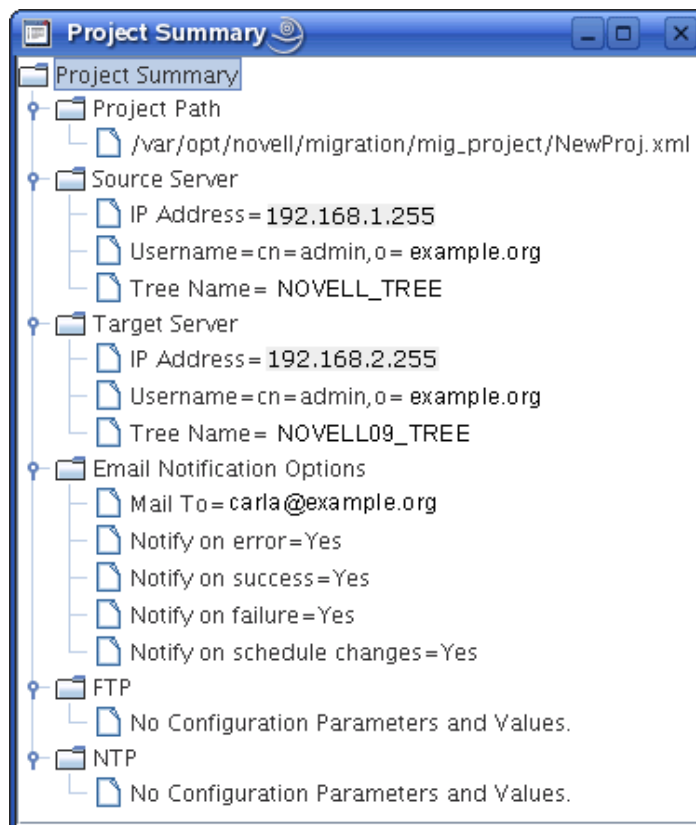 Project Summary
Project Summary
Project Path
/var/opt/novell/migration/mig_project/NewProj.xml
Source Server
IP Address= 192.168.1.255
Username=cn=admin,o= example.org
Tree Name= NOVELL_TREE
Target Server
IP Address= 192.168.2.255
Username=cn=admin,o= example.org
Tree Name= NOVELL09_TREE
Email Notification Options
Mail To= carla@example.org
Notify on error=Yes
Notify on success=Yes
Notify on failure=Yes
Notify on schedule changes=Yes
FTP
No Configuration Parameters and Values.
NTP
No Configuration Parameters and Values.